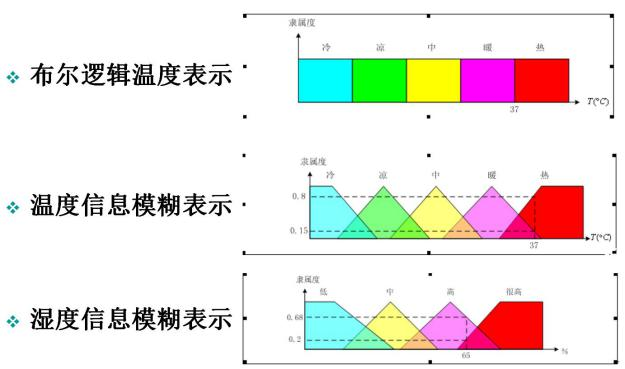 隶属度
冷 凉 中 暖 热
❖ 布尔逻辑温度表示
T(°C)
37
隶属度
冷 凉 中 暖 热
0.8
❖ 温度信息模糊表示
0.15
T(°C)
37
隶属度
低 中 高 很高
0.68
❖ 湿度信息模糊表示
0.2
65
%